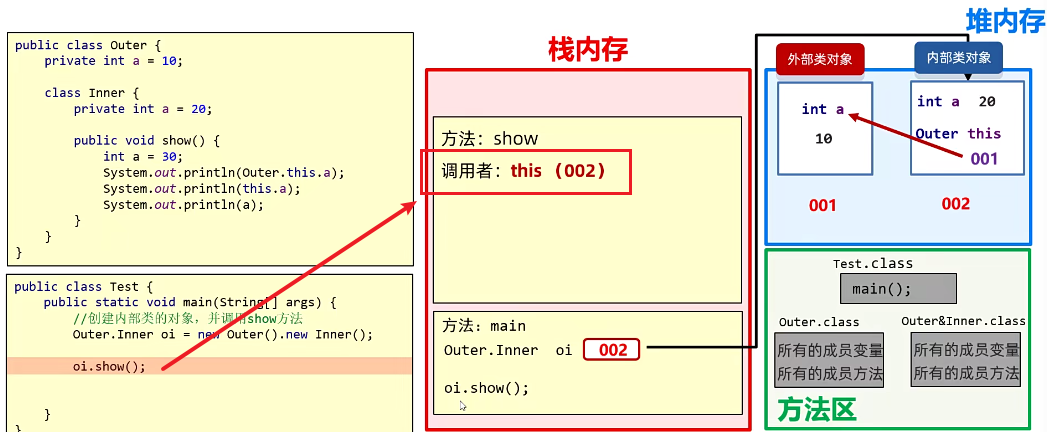 public class Outer {
private int a = 10;
class Inner {
private int a = 20;
public void show() {
int a = 30;
System.out.println(Outer.this.a);
System.out.println(this.a);
System.out.println(a);
}
}
}
public class Test {
public static void main(String[] args) {
//创建内部类的对象，并调用show方法
Outer.Inner oi = new Outer().new Inner();
oi.show();
}
}
栈内存
方法：show
调用者：this (002)
方法：main
Outer.Inner oi 002
oi.show();
堆内存
外部类对象
int a
10
001
内部类对象
int a 20
Outer this
001
002
Test.class
main();
Outer.class
所有的成员变量
所有的成员方法
Outer&Inner.class
所有的成员变量
所有的成员方法
方法区